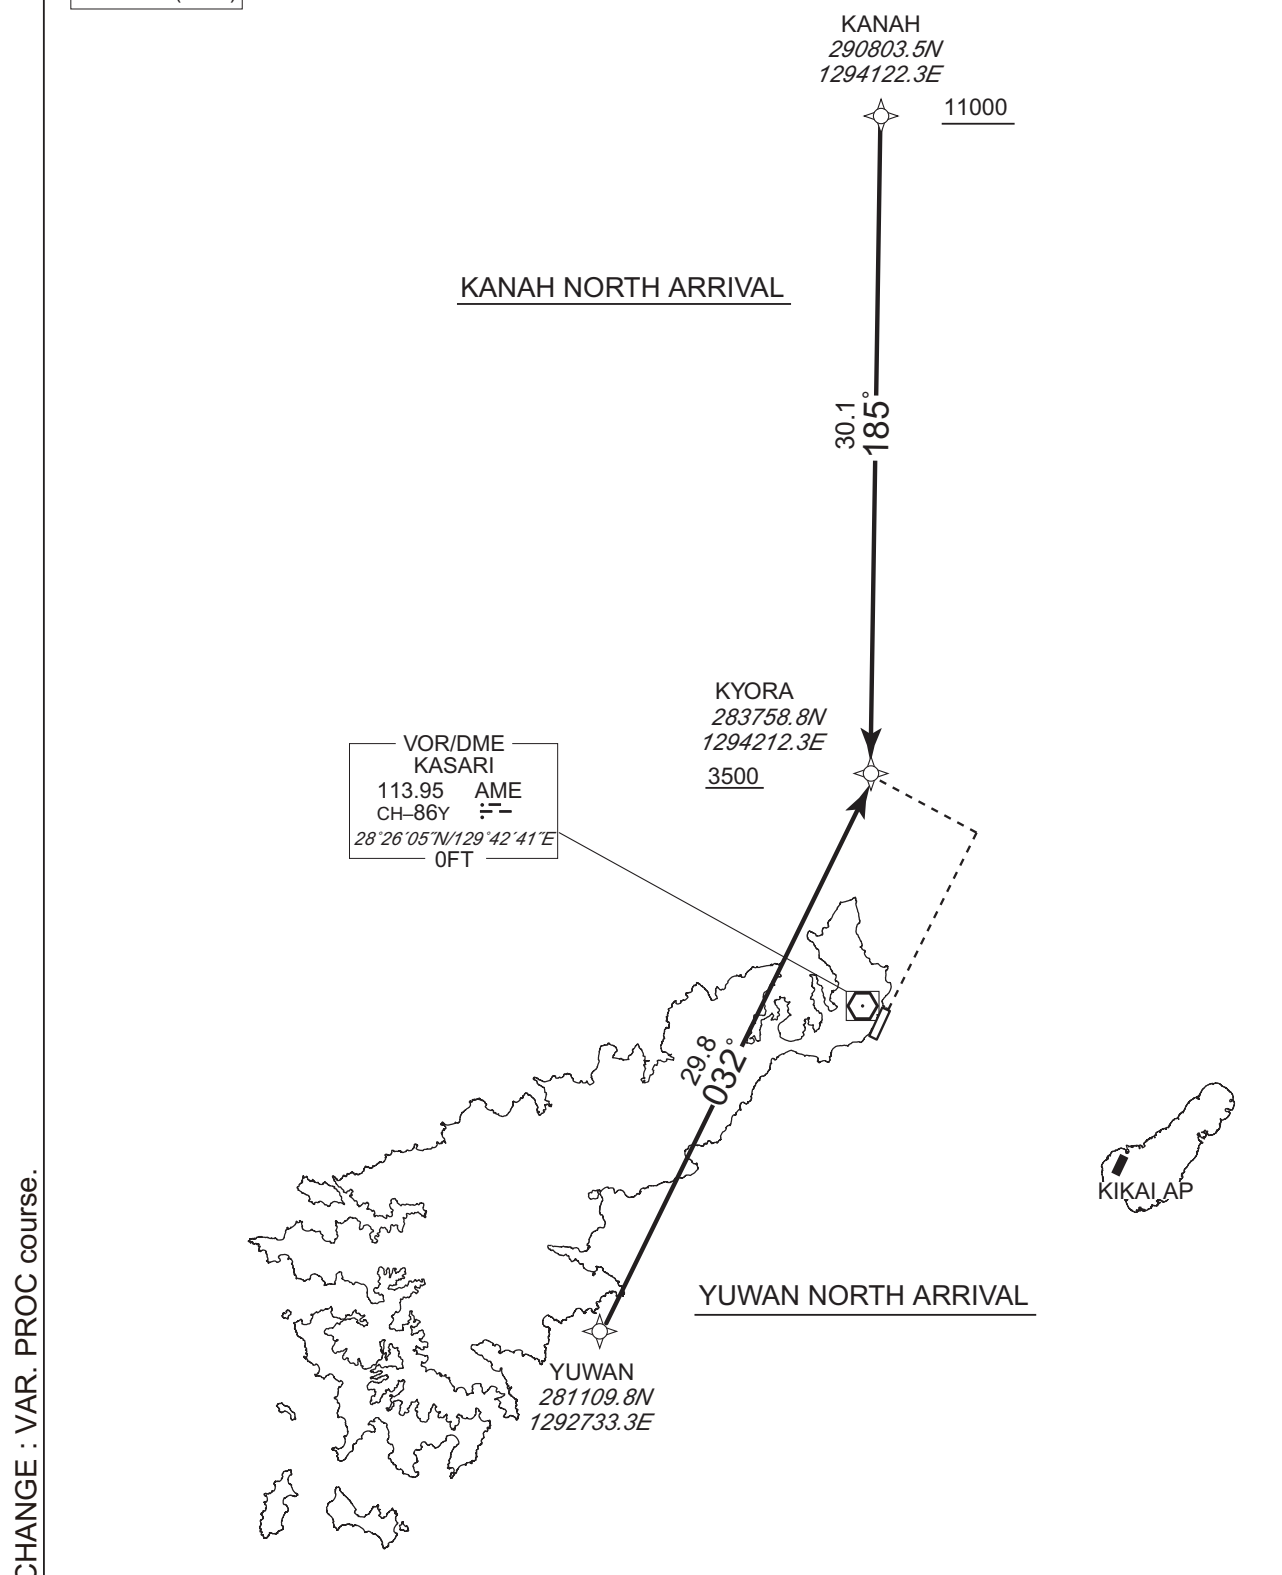 KANAH
290803.5N
1294122.3E
11000
KANAH NORTH ARRIVAL
30.1
185°
KYORA
283758.8N
1294212.3E
3500
VOR/DME
KASARI
113.95 AME
CH–86Y
28°26′05″N/129°42′41″E
0FT
29.8
032°
KIKAI AP
YUWAN NORTH ARRIVAL
YUWAN
281109.8N
1292733.3E
CHANGE : VAR. PROC course.